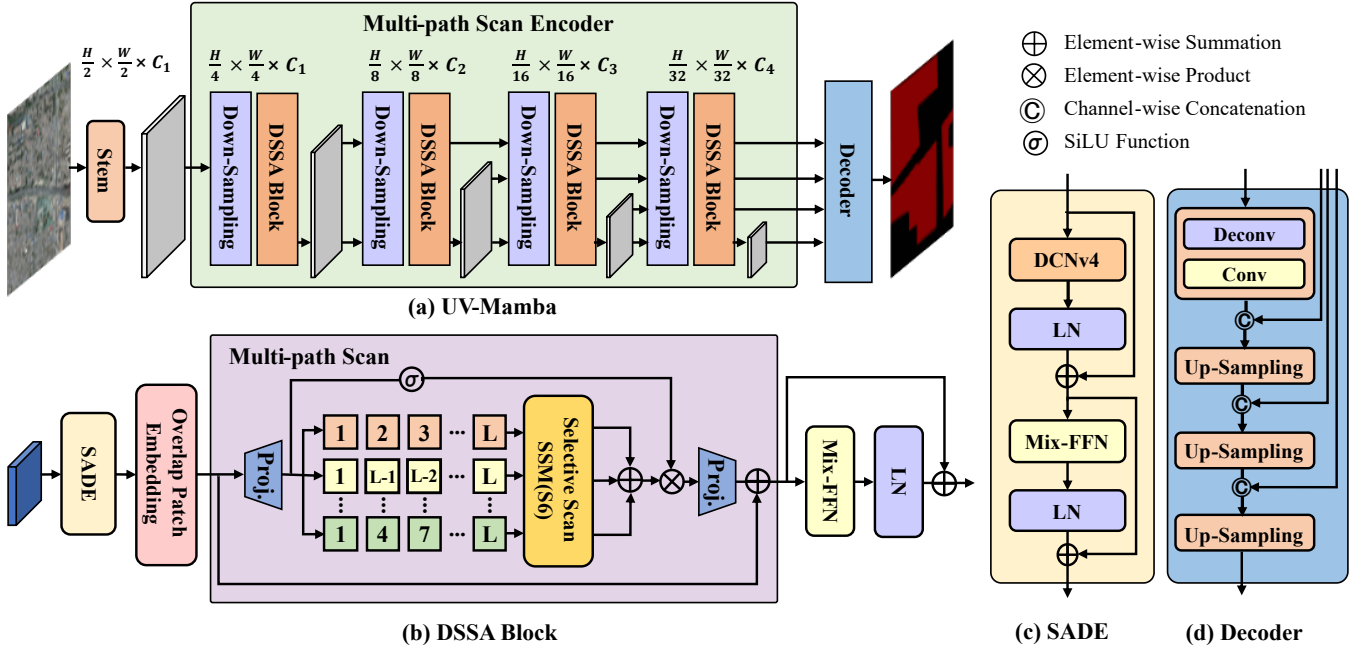 Multi-path Scan Encoder
H/2 × W/2 × C₁
H/4 × W/4 × C₁
H/8 × W/8 × C₂
H/16 × W/16 × C₃
H/32 × W/32 × C₄
Stem
Down-Sampling
DSSA Block
Down-Sampling
DSSA Block
Down-Sampling
DSSA Block
Down-Sampling
DSSA Block
Decoder
(a) UV-Mamba
⊕ Element-wise Summation
⊗ Element-wise Product
© Channel-wise Concatenation
σ SiLU Function
Multi-path Scan
SADE
Overlap Patch
Embedding
Proj.
σ
1 2 3 ··· L
1 L-1 L-2 ··· L
1 4 7 ··· L
Selective Scan
SSM(S6)
Proj.
Mix-FFN
LN
(b) DSSA Block
DCNv4
LN
Mix-FFN
LN
(c) SADE
Deconv
Conv
C
Up-Sampling
C
Up-Sampling
C
Up-Sampling
(d) Decoder